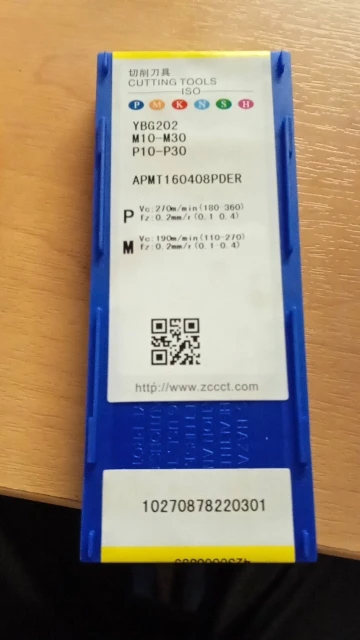 切削刀具
CUTTING TOOLS
ISO
P M K N S H
YBG202
M10-M30
P10-P30
APMT160408PDER
P Vc:270m/min(180-360)
fz:0.2mm/r(0.1-0.4)
M Vc:190m/min(110-270)
fz:0.2mm/r(0.1-0.4)
http://www.zccct.com
10270878220301